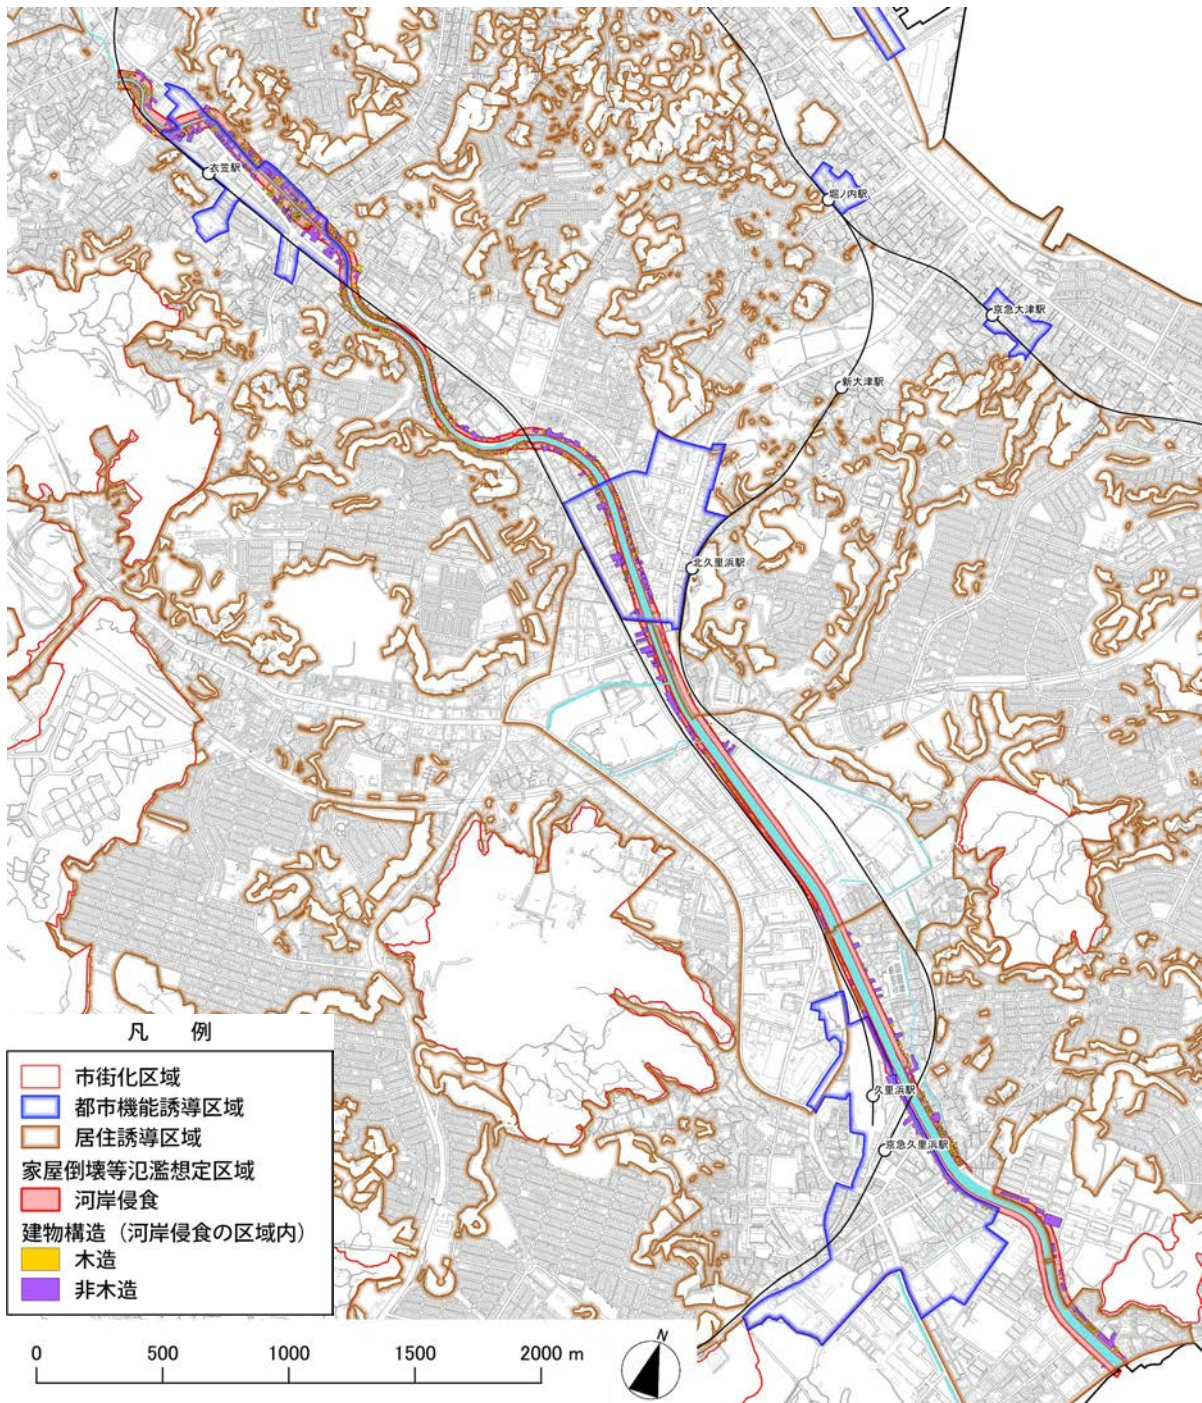 衣笠駅
堀ノ内駅
京急大津駅
新大津駅
北久里浜駅
久里浜駅
京急久里浜駅
凡 例
市街化区域
都市機能誘導区域
居住誘導区域
家屋倒壊等氾濫想定区域
河岸侵食
建物構造（河岸侵食の区域内）
木造
非木造
0 500 1000 1500 2000 m
N